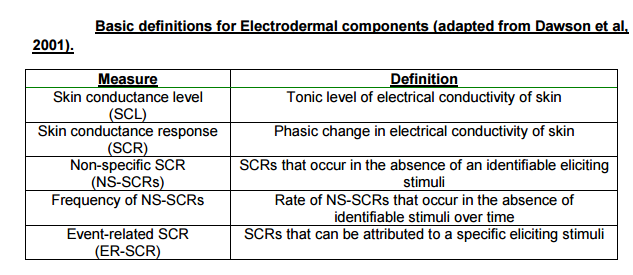 Basic definitions for Electrodermal components (adapted from Dawson et al,
2001).
Measure Definition
Skin conductance level Tonic level of electrical conductivity of skin
(SCL)
Skin conductance response Phasic change in electrical conductivity of skin
(SCR)
Non-specific SCR SCRs that occur in the absence of an identifiable eliciting
(NS-SCRs) stimuli
Frequency of NS-SCRs Rate of NS-SCRs that occur in the absence of
identifiable stimuli over time
Event-related SCR SCRs that can be attributed to a specific eliciting stimuli
(ER-SCR)